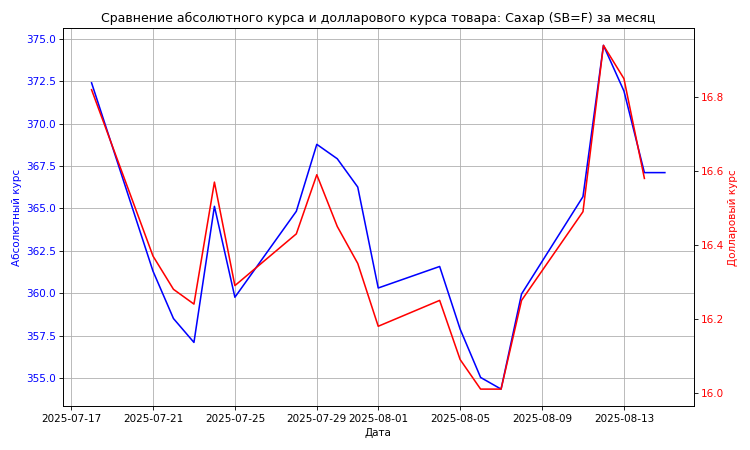 Сравнение абсолютного курса и долларового курса товара: Сахар (SB=F) за месяц
375.0
372.5
370.0
367.5
365.0
362.5
360.0
357.5
355.0
Абсолютный курс
16.8
16.6
16.4
16.2
16.0
Долларовый курс
2025-07-17 2025-07-21 2025-07-25 2025-07-29 2025-08-01 2025-08-05 2025-08-09 2025-08-13
Дата